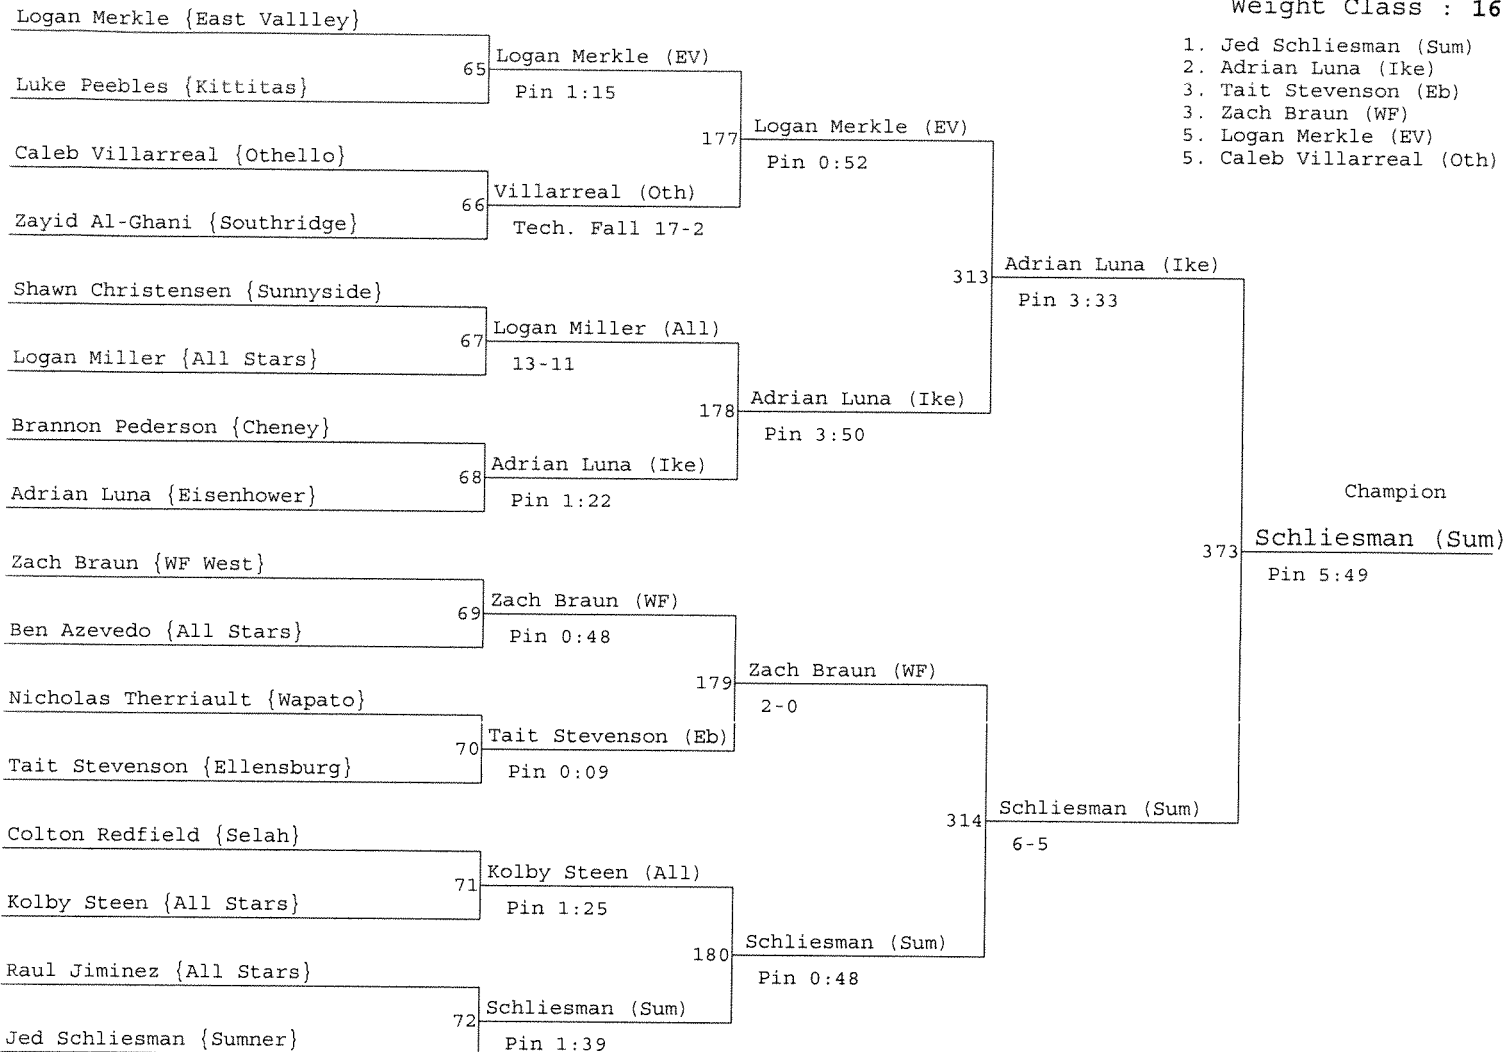 Weight Class : 16
1. Jed Schliesman (Sum)
2. Adrian Luna (Ike)
3. Tait Stevenson (Eb)
3. Zach Braun (WF)
5. Logan Merkle (EV)
5. Caleb Villarreal (Oth)
Logan Merkle {East Vallley}
65 Logan Merkle (EV)
Luke Peebles {Kittitas}
Pin 1:15
177 Logan Merkle (EV)
Pin 0:52
Caleb Villarreal {Othello}
66 Villarreal (Oth)
Zayid Al-Ghani {Southridge}
Tech. Fall 17-2
313 Adrian Luna (Ike)
Pin 3:33
Shawn Christensen {Sunnyside}
67 Logan Miller (All)
Logan Miller {All Stars}
13-11
178 Adrian Luna (Ike)
Pin 3:50
Brannon Pederson {Cheney}
68 Adrian Luna (Ike)
Adrian Luna {Eisenhower}
Pin 1:22
Champion
373 Schliesman (Sum)
Pin 5:49
Zach Braun {WF West}
69 Zach Braun (WF)
Ben Azevedo {All Stars}
Pin 0:48
179 Zach Braun (WF)
2-0
Nicholas Therriault {Wapato}
70 Tait Stevenson (Eb)
Tait Stevenson {Ellensburg}
Pin 0:09
314 Schliesman (Sum)
6-5
Colton Redfield {Selah}
71 Kolby Steen (All)
Kolby Steen {All Stars}
Pin 1:25
180 Schliesman (Sum)
Pin 0:48
Raul Jiminez {All Stars}
72 Schliesman (Sum)
Jed Schliesman {Sumner}
Pin 1:39